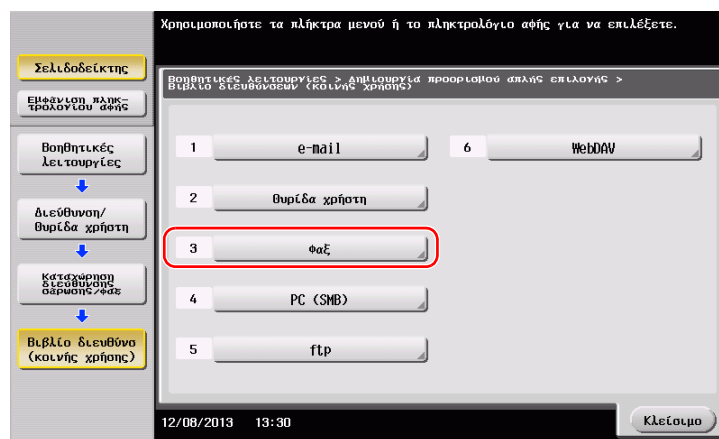 Χρησιμοποιήστε τα πλήκτρα μενού ή το πληκτρολόγιο αφής για να επιλέξετε.
Σελιδοδείκτης
Εμφάνιση πληκ-
τρολογίου αφής
Βοηθητικές
λειτουργίες
Διεύθυνση/
θυρίδα χρήστη
Καταχώρηση
διεύθυνσης
σάρωσης/φαξ
Βιβλίο διευθύνσ
(κοινής χρήσης)
Βοηθητικές λειτουργίες > Δημιουργία προορισμού απλής επιλογής >
Βιβλίο διευθύνσεων (κοινής χρήσης)
1 e-mail
6 WebDAV
2 θυρίδα χρήστη
3 Φαξ
4 PC (SMB)
5 ftp
12/08/2013 13:30
Κλείσιμο